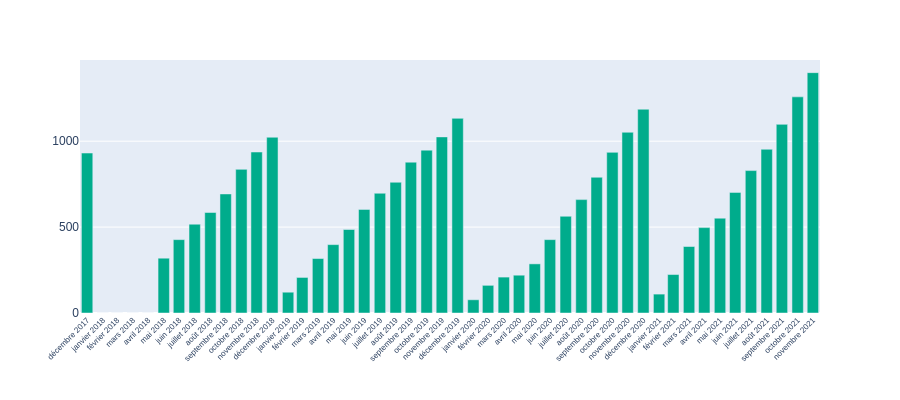 1000
500
0
décembre 2017
janvier 2018
février 2018
mars 2018
avril 2018
mai 2018
juin 2018
juillet 2018
août 2018
septembre 2018
octobre 2018
novembre 2018
décembre 2018
janvier 2019
février 2019
mars 2019
avril 2019
mai 2019
juin 2019
juillet 2019
août 2019
septembre 2019
octobre 2019
novembre 2019
décembre 2019
janvier 2020
février 2020
mars 2020
avril 2020
mai 2020
juin 2020
juillet 2020
août 2020
septembre 2020
octobre 2020
novembre 2020
décembre 2020
janvier 2021
février 2021
mars 2021
avril 2021
mai 2021
juin 2021
juillet 2021
août 2021
septembre 2021
octobre 2021
novembre 2021